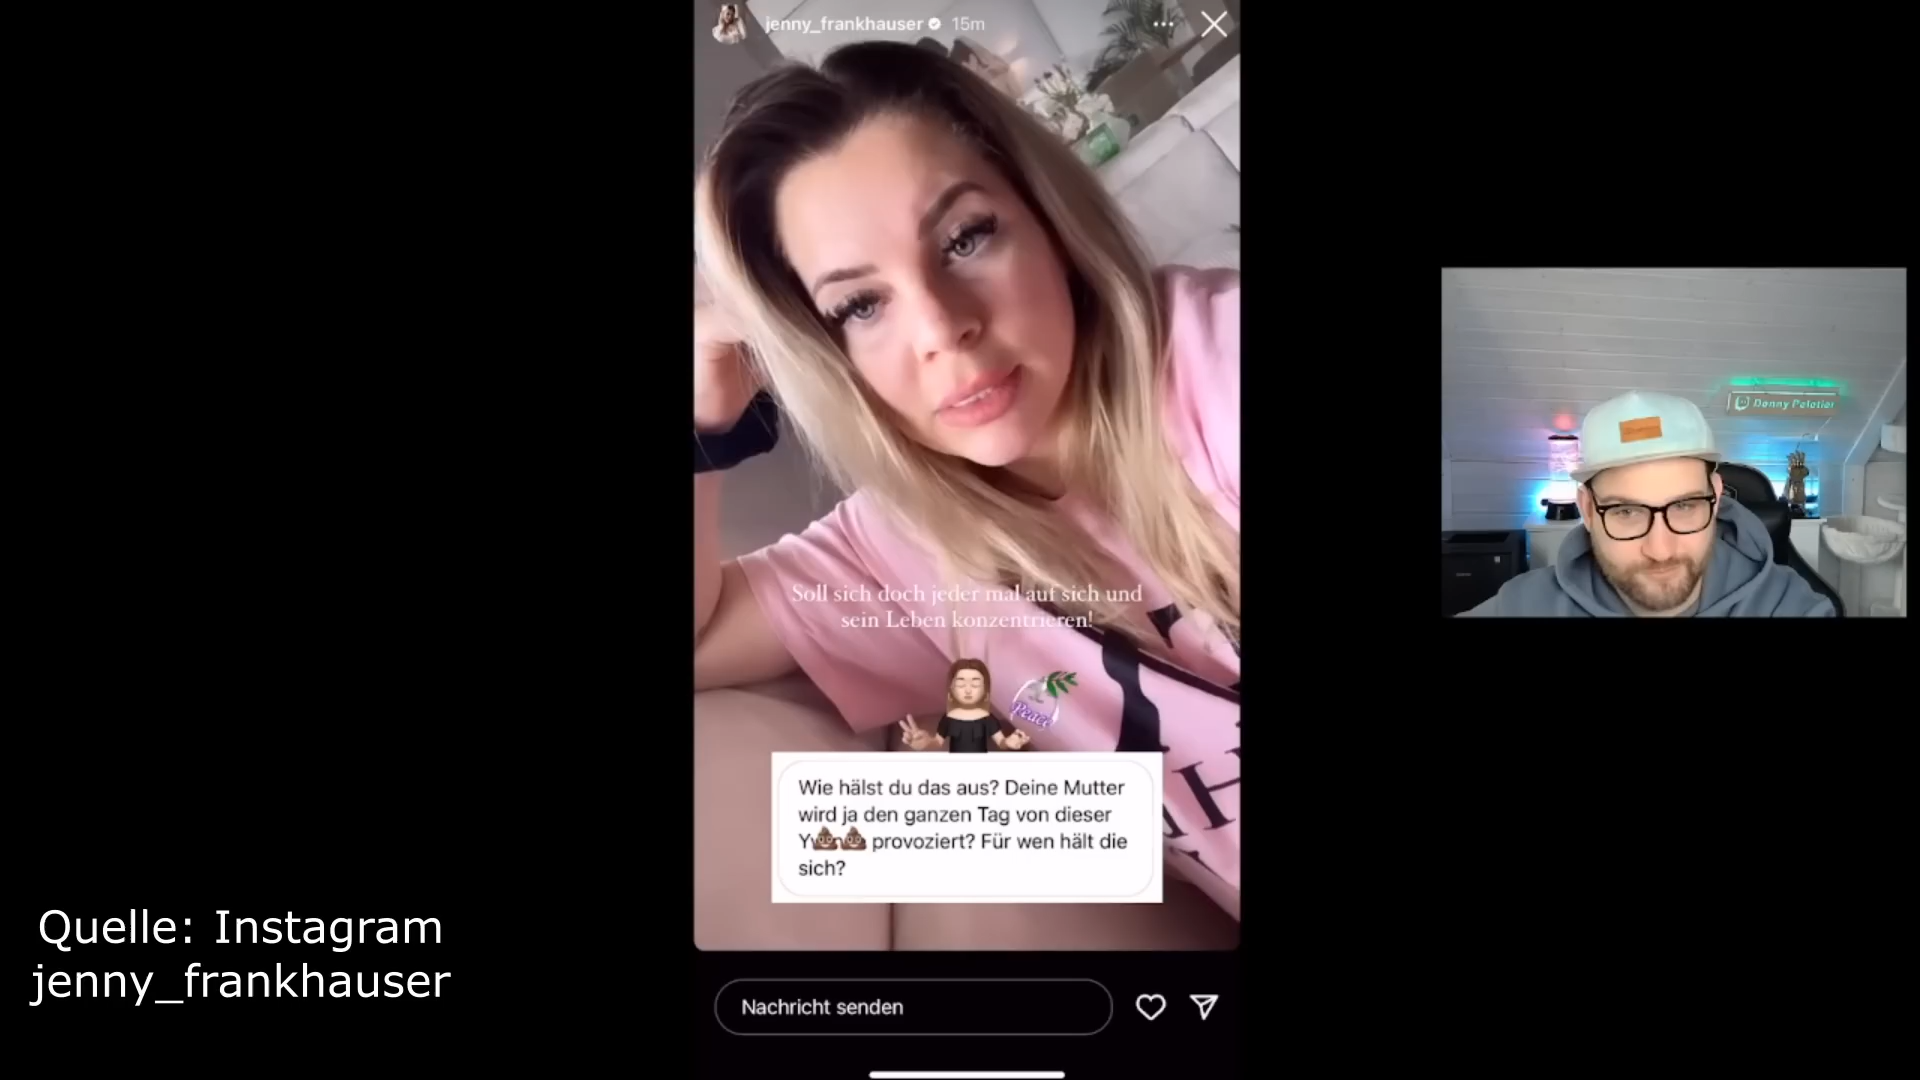 jenny_frankhauser 15m
Soll sich doch jeder mal auf sich und
sein Leben konzentrieren!
Peace
Wie hälst du das aus? Deine Mutter
wird ja den ganzen Tag von dieser
provoziert? Für wen hält die
sich?
Nachricht senden
Quelle: Instagram
jenny_frankhauser
Danny Pelatier